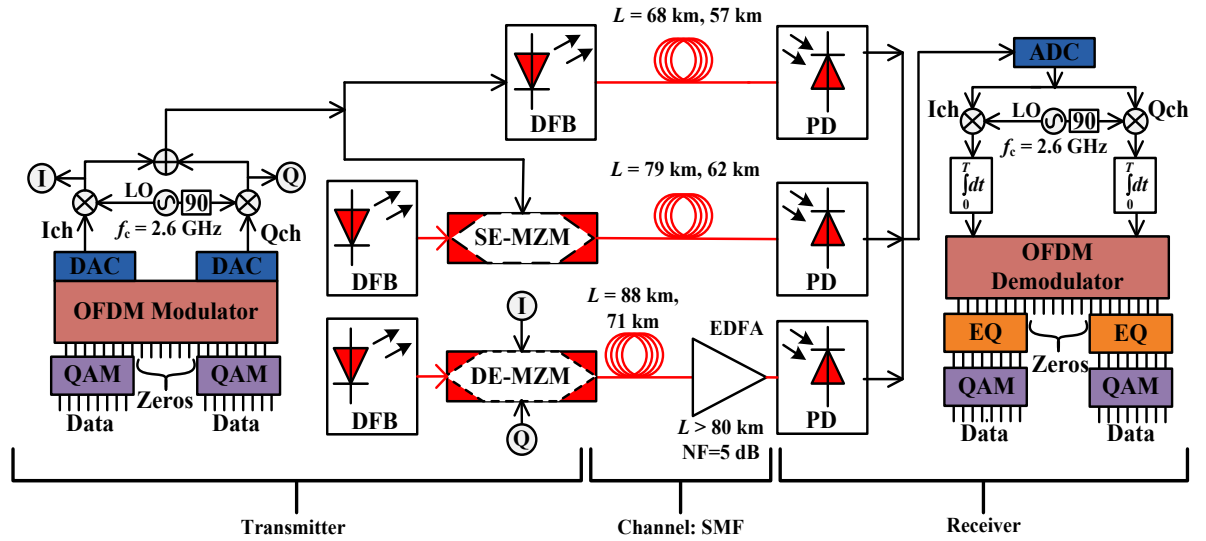 L = 68 km, 57 km
DFB
PD
ADC
Ich
LO
90
Qch
fc = 2.6 GHz
T
∫dt
0
T
∫dt
0
I
Q
LO
90
Ich
fc = 2.6 GHz
Qch
DAC
DAC
OFDM Modulator
QAM
QAM
Zeros
Data
Data
DFB
SE-MZM
L = 79 km, 62 km
PD
OFDM
Demodulator
EQ
EQ
Zeros
QAM
QAM
Data
Data
DFB
I
DE-MZM
Q
L = 88 km,
71 km
EDFA
L > 80 km
NF=5 dB
PD
Transmitter
Channel: SMF
Receiver